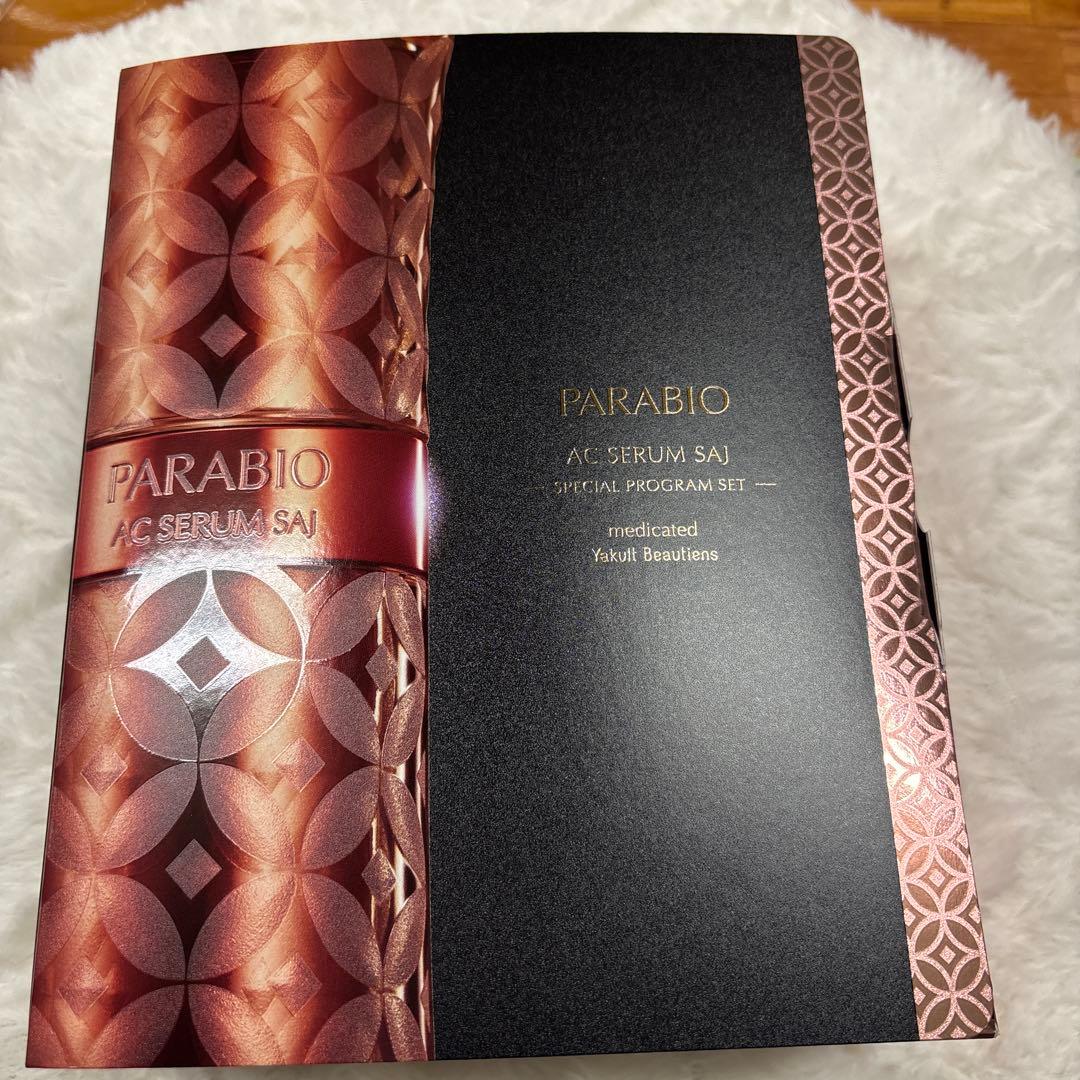 PARABIO
AC SERUM SAJ
PARABIO
AC SERUM SAJ
SPECIAL PROGRAM SET
medicated
Yakult Beautiens